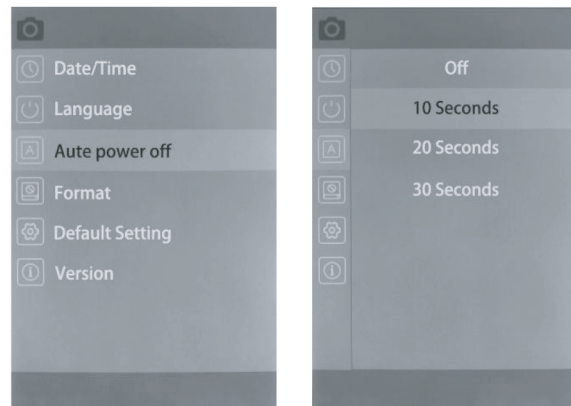 Date/Time
Language
Aute power off
Format
Default Setting
Version
Off
10 Seconds
20 Seconds
30 Seconds